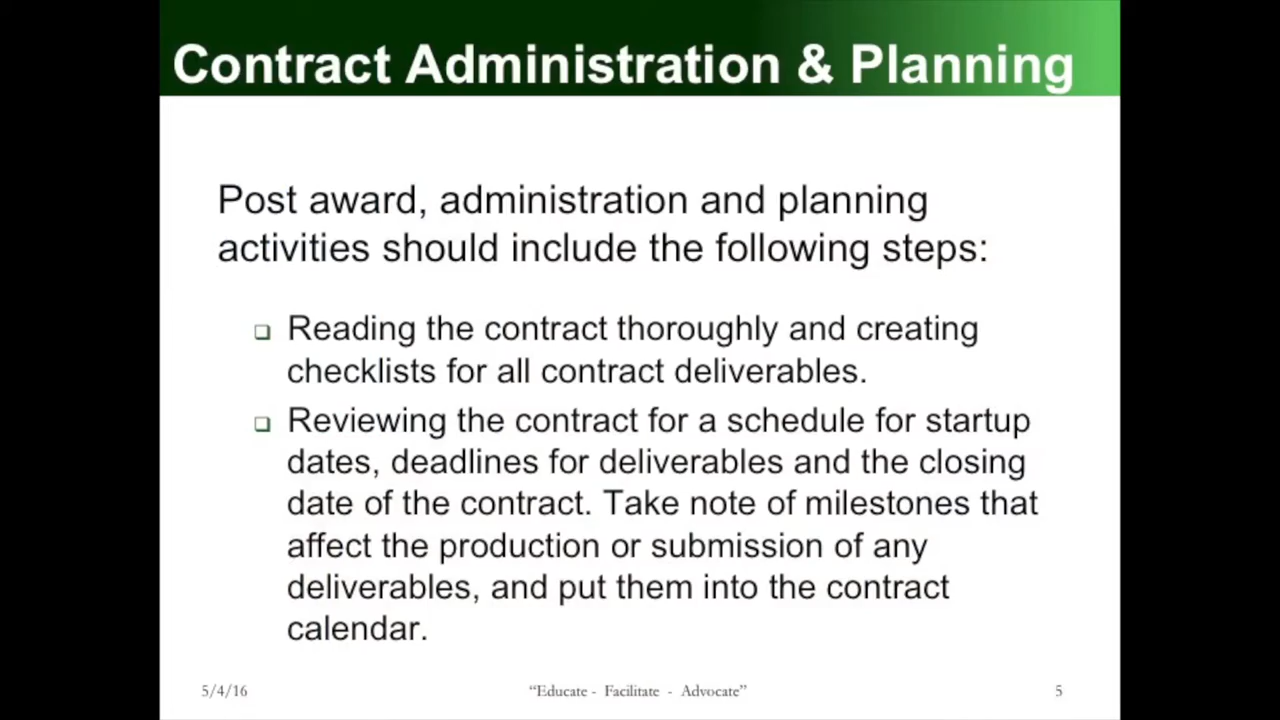 Contract Administration & Planning
Post award, administration and planning
activities should include the following steps:
Reading the contract thoroughly and creating
checklists for all contract deliverables.
Reviewing the contract for a schedule for startup
dates, deadlines for deliverables and the closing
date of the contract. Take note of milestones that
affect the production or submission of any
deliverables, and put them into the contract
calendar.
5/4/16 “Educate - Facilitate - Advocate” 5